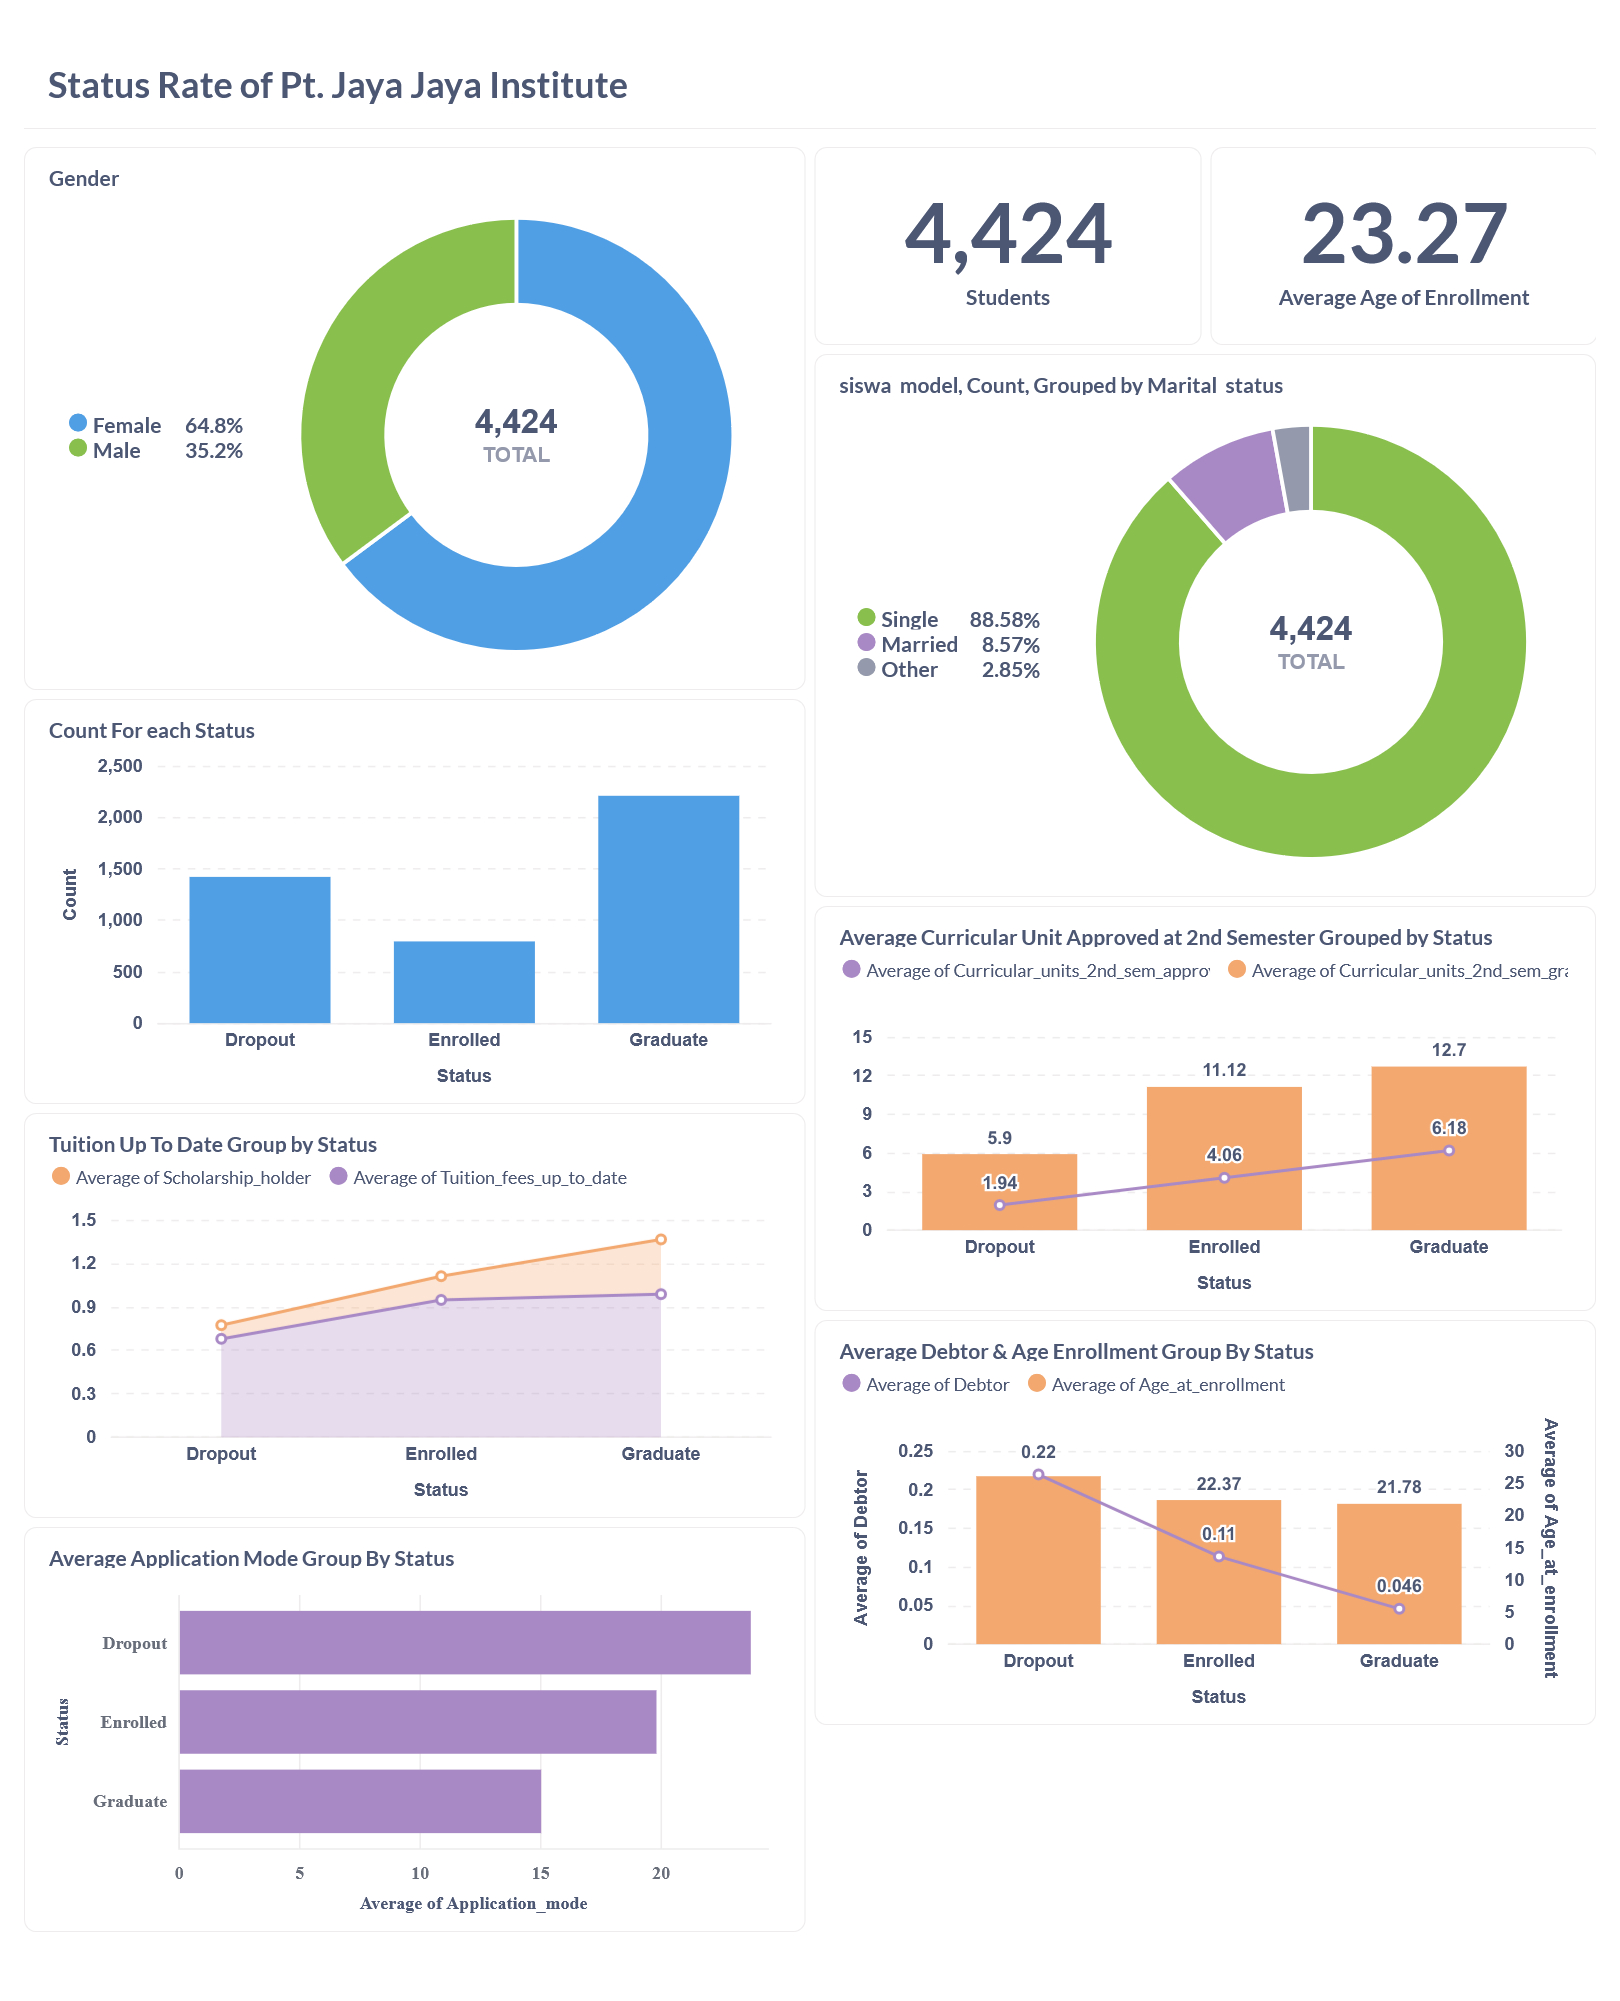 Status Rate of Pt. Jaya Jaya Institute
Gender
Female 64.8%
Male 35.2%
4,424
TOTAL
4,424
Students
23.27
Average Age of Enrollment
siswa model, Count, Grouped by Marital status
Single 88.58%
Married 8.57%
Other 2.85%
4,424
TOTAL
Count For each Status
2,500
2,000
1,500
1,000
500
0
Count
Dropout Enrolled Graduate
Status
Average Curricular Unit Approved at 2nd Semester Grouped by Status
Average of Curricular_units_2nd_sem_approv Average of Curricular_units_2nd_sem_gra
15
12
9
6
3
0
5.9 11.12 12.7
1.94 4.06 6.18
Dropout Enrolled Graduate
Status
Tuition Up To Date Group by Status
Average of Scholarship_holder Average of Tuition_fees_up_to_date
1.5
1.2
0.9
0.6
0.3
0
Dropout Enrolled Graduate
Status
Average Debtor & Age Enrollment Group By Status
Average of Debtor Average of Age_at_enrollment
Average of Debtor
0.25
0.2
0.15
0.1
0.05
0
0.22 22.37 21.78
0.11 0.046
30
25
20
15
10
5
0
Average of Age_at_enrollment
Dropout Enrolled Graduate
Status
Average Application Mode Group By Status
Status
Dropout
Enrolled
Graduate
0 5 10 15 20
Average of Application_mode